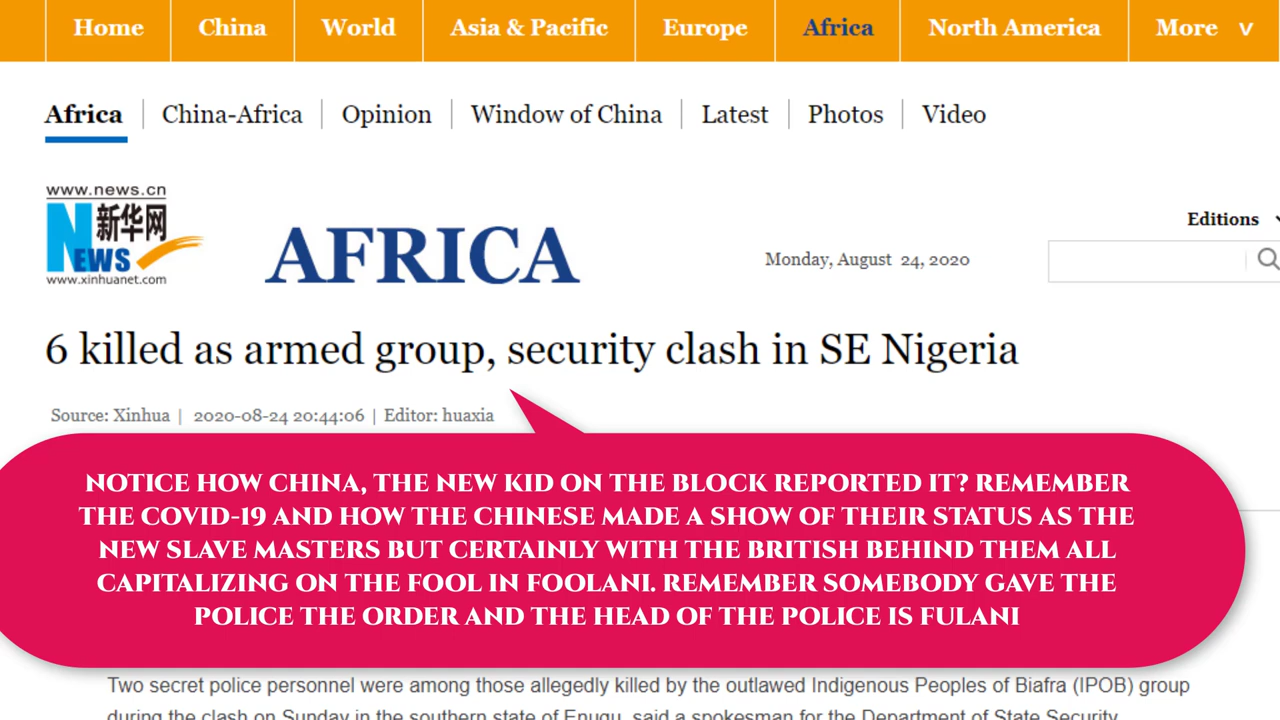 Home China World Asia & Pacific Europe Africa North America More v
Africa China-Africa Opinion Window of China Latest Photos Video
www.news.cn
新华网
NEWS
www.xinhuanet.com
AFRICA
Monday, August 24, 2020
Editions
6 killed as armed group, security clash in SE Nigeria
Source: Xinhua | 2020-08-24 20:44:06 | Editor: huaxia
NOTICE HOW CHINA, THE NEW KID ON THE BLOCK REPORTED IT? REMEMBER
THE COVID-19 AND HOW THE CHINESE MADE A SHOW OF THEIR STATUS AS THE
NEW SLAVE MASTERS BUT CERTAINLY WITH THE BRITISH BEHIND THEM ALL
CAPITALIZING ON THE FOOL IN FOOLANI. REMEMBER SOMEBODY GAVE THE
POLICE THE ORDER AND THE HEAD OF THE POLICE IS FULANI
Two secret police personnel were among those allegedly killed by the outlawed Indigenous Peoples of Biafra (IPOB) group
during the clash on Sunday in the southern state of Enugu, said a spokesman for the Department of State Security